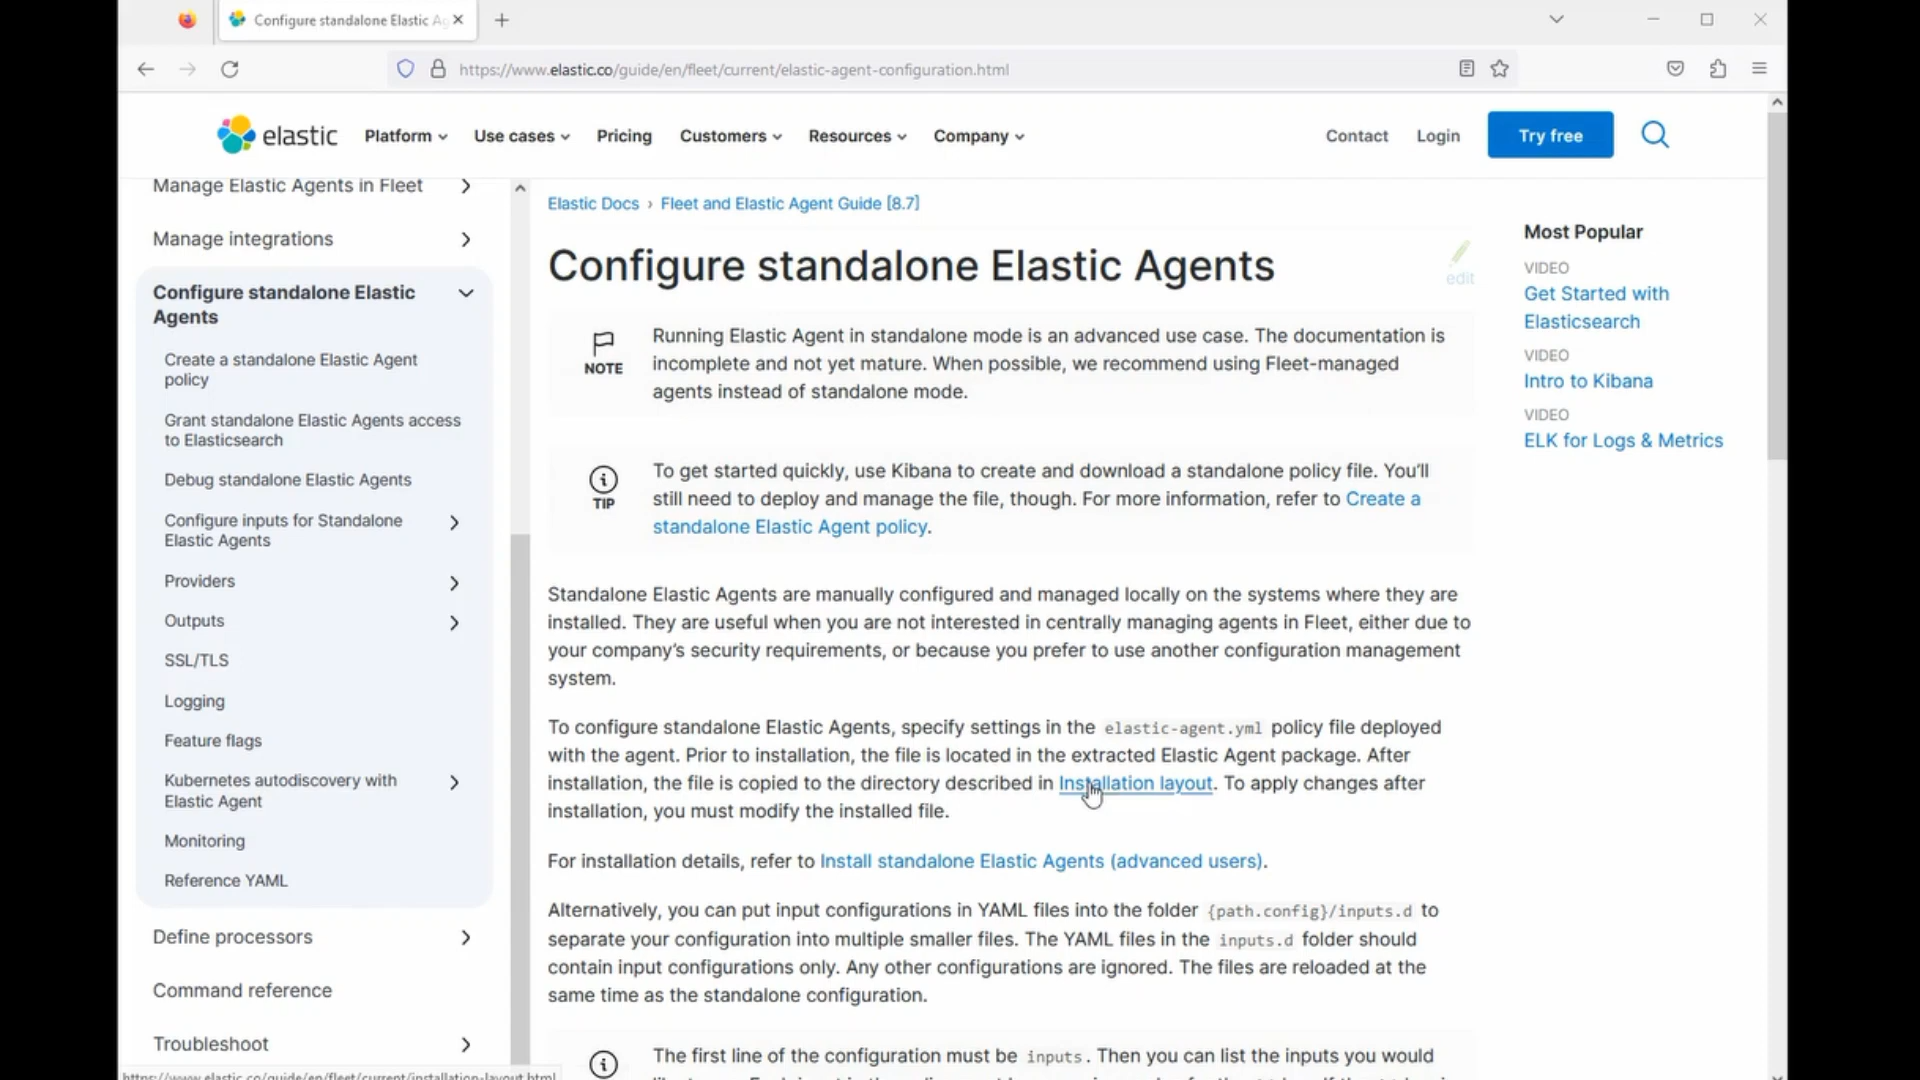 Configure standalone Elastic Ag
https://www.elastic.co/guide/en/fleet/current/elastic-agent-configuration.html
elastic
Platform
Use cases
Pricing
Customers
Resources
Company
Contact
Login
Try free
Manage Elastic Agents in Fleet
Manage integrations
Configure standalone Elastic
Agents
Create a standalone Elastic Agent
policy
Grant standalone Elastic Agents access
to Elasticsearch
Debug standalone Elastic Agents
Configure inputs for Standalone
Elastic Agents
Providers
Outputs
SSL/TLS
Logging
Feature flags
Kubernetes autodiscovery with
Elastic Agent
Monitoring
Reference YAML
Define processors
Command reference
Troubleshoot
https://www.elastic.co/guide/en/fleet/current/installation-layout.html
Elastic Docs › Fleet and Elastic Agent Guide [8.7]
Configure standalone Elastic Agents
edit
NOTE
Running Elastic Agent in standalone mode is an advanced use case. The documentation is
incomplete and not yet mature. When possible, we recommend using Fleet-managed
agents instead of standalone mode.
TIP
To get started quickly, use Kibana to create and download a standalone policy file. You’ll
still need to deploy and manage the file, though. For more information, refer to Create a
standalone Elastic Agent policy.
Standalone Elastic Agents are manually configured and managed locally on the systems where they are
installed. They are useful when you are not interested in centrally managing agents in Fleet, either due to
your company’s security requirements, or because you prefer to use another configuration management
system.
To configure standalone Elastic Agents, specify settings in the elastic-agent.yml policy file deployed
with the agent. Prior to installation, the file is located in the extracted Elastic Agent package. After
installation, the file is copied to the directory described in Installation layout. To apply changes after
installation, you must modify the installed file.
For installation details, refer to Install standalone Elastic Agents (advanced users).
Alternatively, you can put input configurations in YAML files into the folder {path.config}/inputs.d to
separate your configuration into multiple smaller files. The YAML files in the inputs.d folder should
contain input configurations only. Any other configurations are ignored. The files are reloaded at the
same time as the standalone configuration.
The first line of the configuration must be inputs. Then you can list the inputs you would
Most Popular
VIDEO
Get Started with
Elasticsearch
VIDEO
Intro to Kibana
VIDEO
ELK for Logs & Metrics